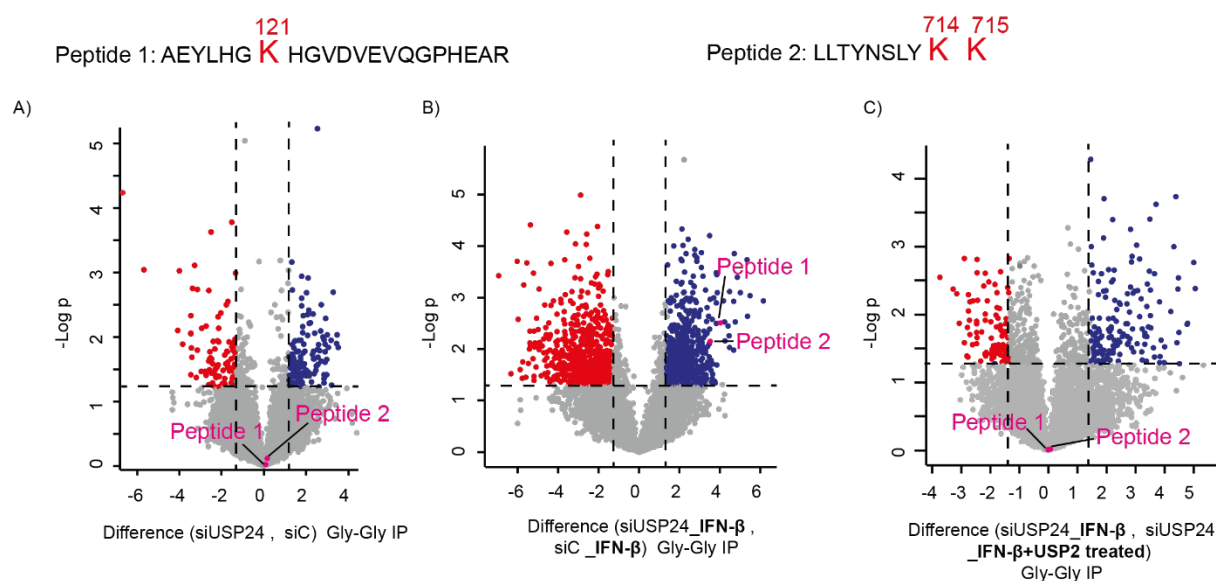 121
Peptide 1: AEYLHG K HGVDVEVQGPHEAR
714 715
Peptide 2: LLTYNSLY K K
A)
5
4
3
2
1
0
-Log p
Peptide 1
Peptide 2
-6 -4 -2 0 2 4
Difference (siUSP24 , siC) Gly-Gly IP
B)
5
4
3
2
1
0
-Log p
Peptide 1
Peptide 2
-6 -4 -2 0 2 4 6
Difference (siUSP24_IFN-β ,
siC _IFN-β) Gly-Gly IP
C)
4
3
2
1
0
-Log p
Peptide 1
Peptide 2
-4 -3 -2 -1 0 1 2 3 4 5
Difference (siUSP24_IFN-β , siUSP24
_IFN-β+USP2 treated)
Gly-Gly IP